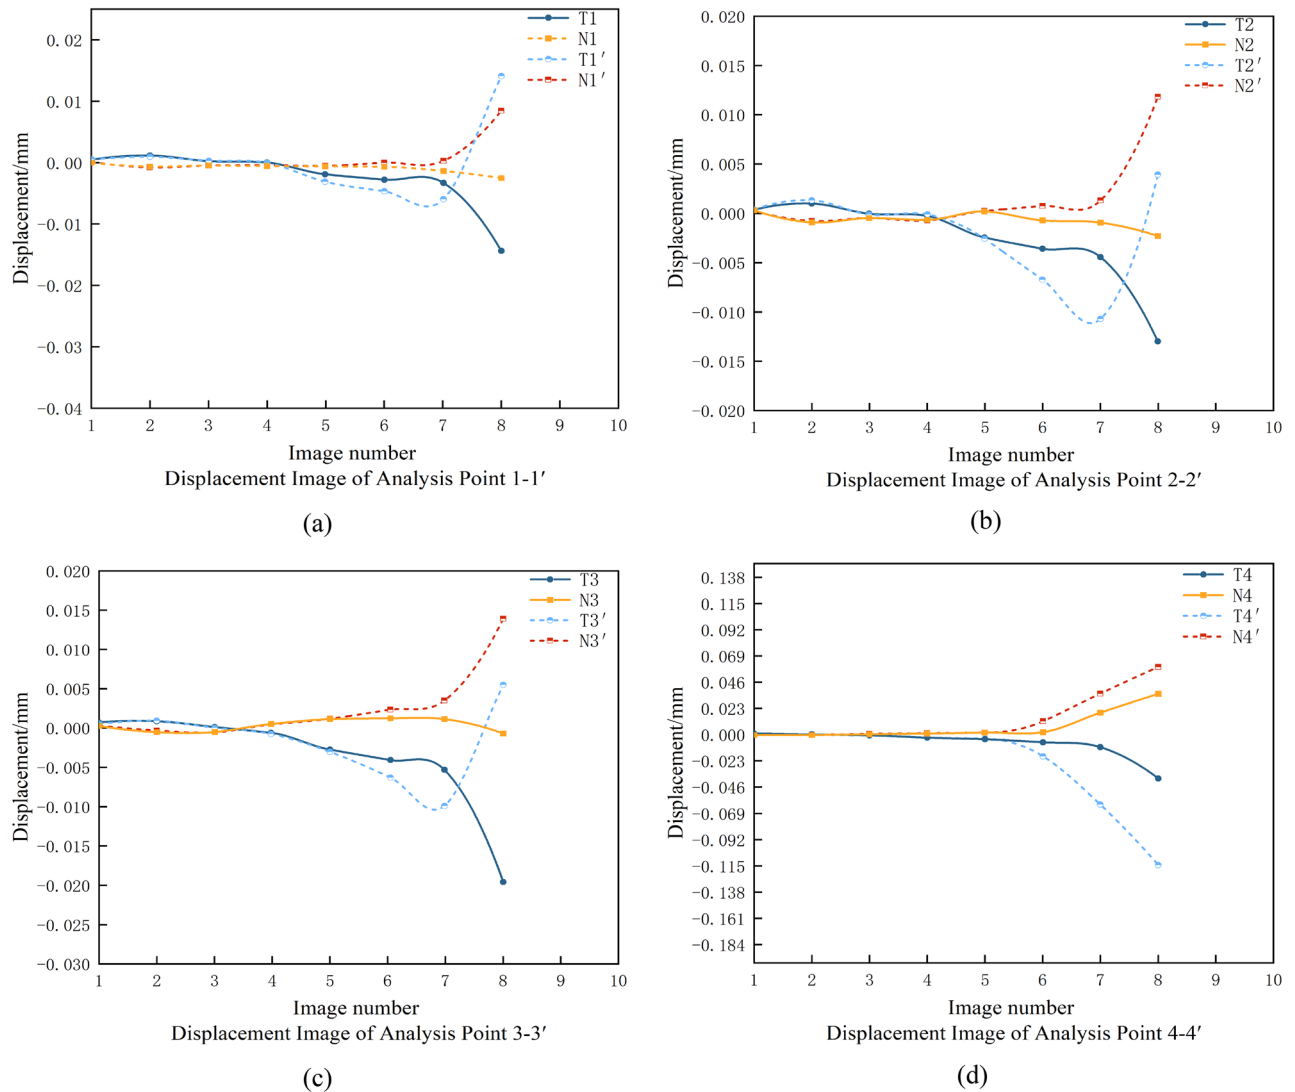 T1
N1
T1′
N1′
0.02
0.01
0.00
−0.01
−0.02
−0.03
−0.04
Displacement/mm
1 2 3 4 5 6 7 8 9 10
Image number
Displacement Image of Analysis Point 1-1′
(a)
T2
N2
T2′
N2′
0.020
0.015
0.010
0.005
0.000
−0.005
−0.010
−0.015
−0.020
Displacement/mm
1 2 3 4 5 6 7 8 9 10
Image number
Displacement Image of Analysis Point 2-2′
(b)
T3
N3
T3′
N3′
0.020
0.015
0.010
0.005
0.000
−0.005
−0.010
−0.015
−0.020
−0.025
−0.030
Displacement/mm
1 2 3 4 5 6 7 8 9 10
Image number
Displacement Image of Analysis Point 3-3′
(c)
T4
N4
T4′
N4′
0.138
0.115
0.092
0.069
0.046
0.023
0.000
−0.023
−0.046
−0.069
−0.092
−0.115
−0.138
−0.161
−0.184
Displacement/mm
1 2 3 4 5 6 7 8 9 10
Image number
Displacement Image of Analysis Point 4-4′
(d)